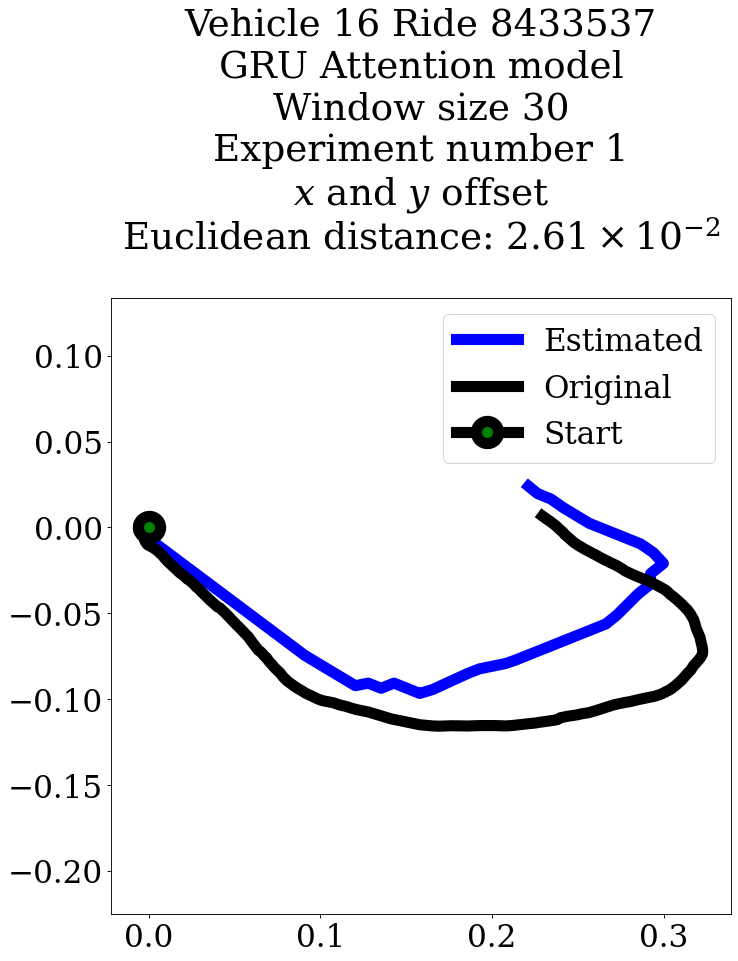 Vehicle 16 Ride 8433537
GRU Attention model
Window size 30
Experiment number 1
x and y offset
Euclidean distance: 2.61 × 10⁻²
Estimated
Original
Start
0.10
0.05
0.00
−0.05
−0.10
−0.15
−0.20
0.0 0.1 0.2 0.3